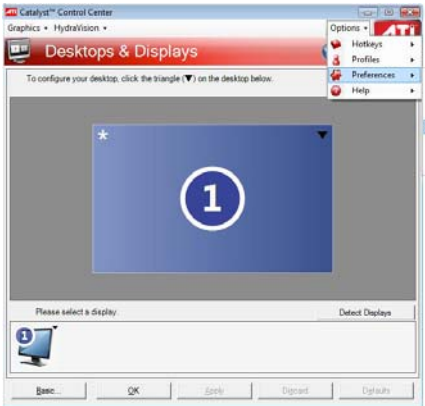 ATI Catalyst™ Control Center
Graphics • HydraVision •
Options •
ATI
Desktops & Displays
Hotkeys
Profiles
Preferences
Help
To configure your desktop, click the triangle (▼) on the desktop below.
*
1
Please select a display.
Detect Displays
1
Basic...
OK
Apply
Discard
Defaults